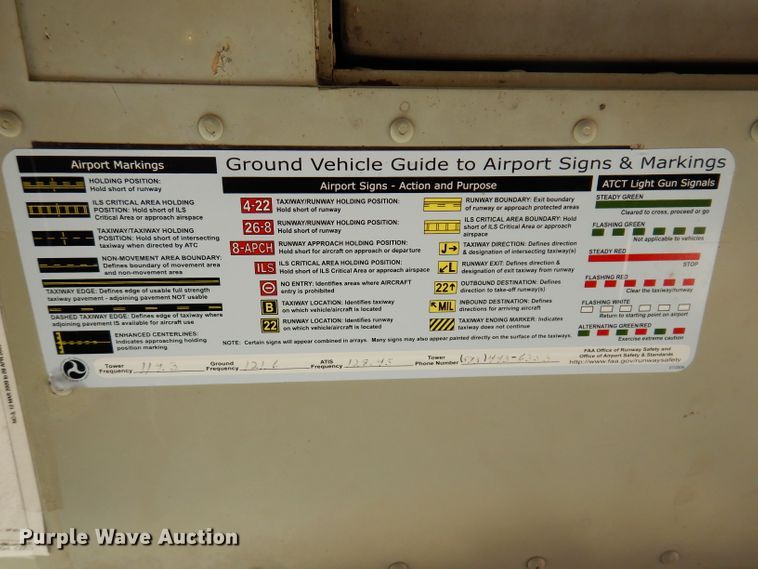 Ground Vehicle Guide to Airport Signs & Markings
Airport Markings
HOLDING POSITION:
Hold short of runway
ILS CRITICAL AREA HOLDING
POSITION: Hold short of ILS
Critical Area or approach airspace
TAXIWAY/TAXIWAY HOLDING
POSITION: Hold short of intersecting
taxiway when directed by ATC
NON-MOVEMENT AREA BOUNDARY:
Defines boundary of movement area
and non-movement area
TAXIWAY EDGE: Defines edge of usable full strength
taxiway pavement - adjoining pavement NOT usable
DASHED TAXIWAY EDGE: Defines edge of taxiway where
adjoining pavement IS available for aircraft use
ENHANCED CENTERLINES:
Indicates approaching holding
position marking
Airport Signs - Action and Purpose
4-22
TAXIWAY/RUNWAY HOLDING POSITION:
Hold short of runway
26-8
RUNWAY/RUNWAY HOLDING POSITION:
Hold short of runway
8-APCH
RUNWAY APPROACH HOLDING POSITION:
Hold short for aircraft on approach or departure
ILS
ILS CRITICAL AREA HOLDING POSITION:
Hold short of ILS Critical Area or approach airspace
NO ENTRY: Identifies areas where AIRCRAFT
entry is prohibited
B
TAXIWAY LOCATION: Identifies taxiway
on which vehicle/aircraft is located
22
RUNWAY LOCATION: Identifies runway
on which vehicle/aircraft is located
RUNWAY BOUNDARY: Exit boundary
of runway or approach protected areas
ILS CRITICAL AREA BOUNDARY: Hold
short of ILS Critical Area or approach
airspace
J→
TAXIWAY DIRECTION: Defines direction
& designation of intersecting taxiway(s)
↙L
RUNWAY EXIT: Defines direction &
designation of exit taxiway from runway
22↑
OUTBOUND DESTINATION: Defines
direction to take-off runway(s)
↖MIL
INBOUND DESTINATION: Defines
directions for arriving aircraft
TAXIWAY ENDING MARKER: Indicates
taxiway does not continue
NOTE: Certain signs will appear combined in arrays. Many signs may also appear painted directly on the surface of the taxiways.
ATCT Light Gun Signals
STEADY GREEN
Cleared to cross, proceed or go
FLASHING GREEN
Not applicable to vehicles
STEADY RED
STOP
FLASHING RED
Clear the taxiway/runway
FLASHING WHITE
Return to starting point on airport
ALTERNATING GREEN/RED
Exercise extreme caution
FAA Office of Runway Safety and
Office of Airport Safety & Standards
http://www.faa.gov/runwaysafety
Tower Frequency 119.3 Ground Frequency 121.6 ATIS Frequency 128.45 Tower Phone Number
Purple Wave Auction